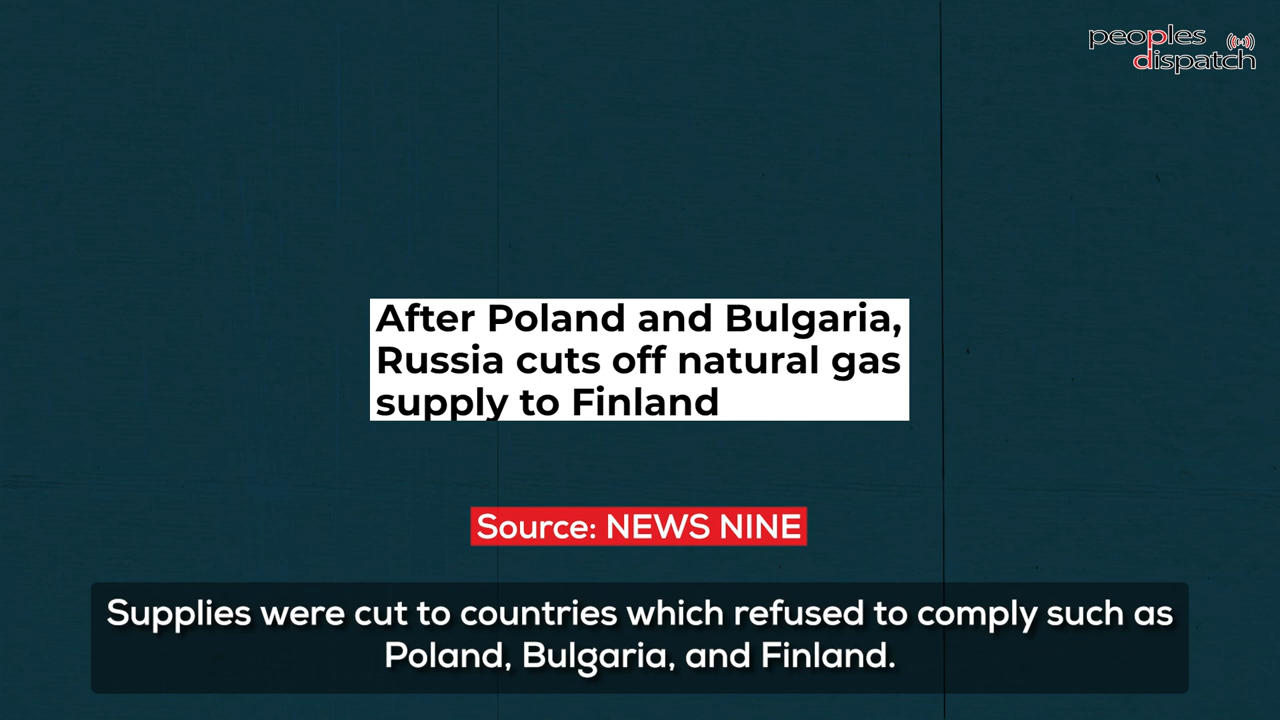 peoples
dispatch
After Poland and Bulgaria,
Russia cuts off natural gas
supply to Finland
Source: NEWS NINE
Supplies were cut to countries which refused to comply such as
Poland, Bulgaria, and Finland.